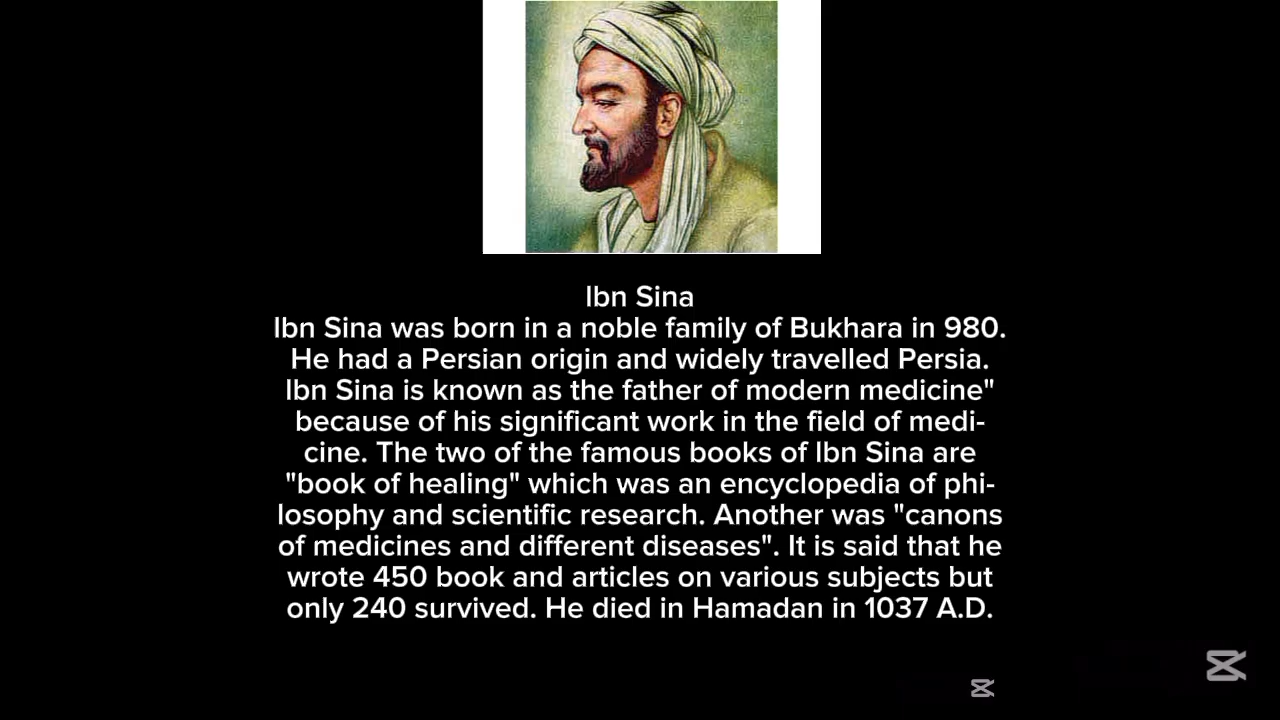 Ibn Sina
Ibn Sina was born in a noble family of Bukhara in 980.
He had a Persian origin and widely travelled Persia.
Ibn Sina is known as the father of modern medicine"
because of his significant work in the field of medi-
cine. The two of the famous books of Ibn Sina are
"book of healing" which was an encyclopedia of phi-
losophy and scientific research. Another was "canons
of medicines and different diseases". It is said that he
wrote 450 book and articles on various subjects but
only 240 survived. He died in Hamadan in 1037 A.D.